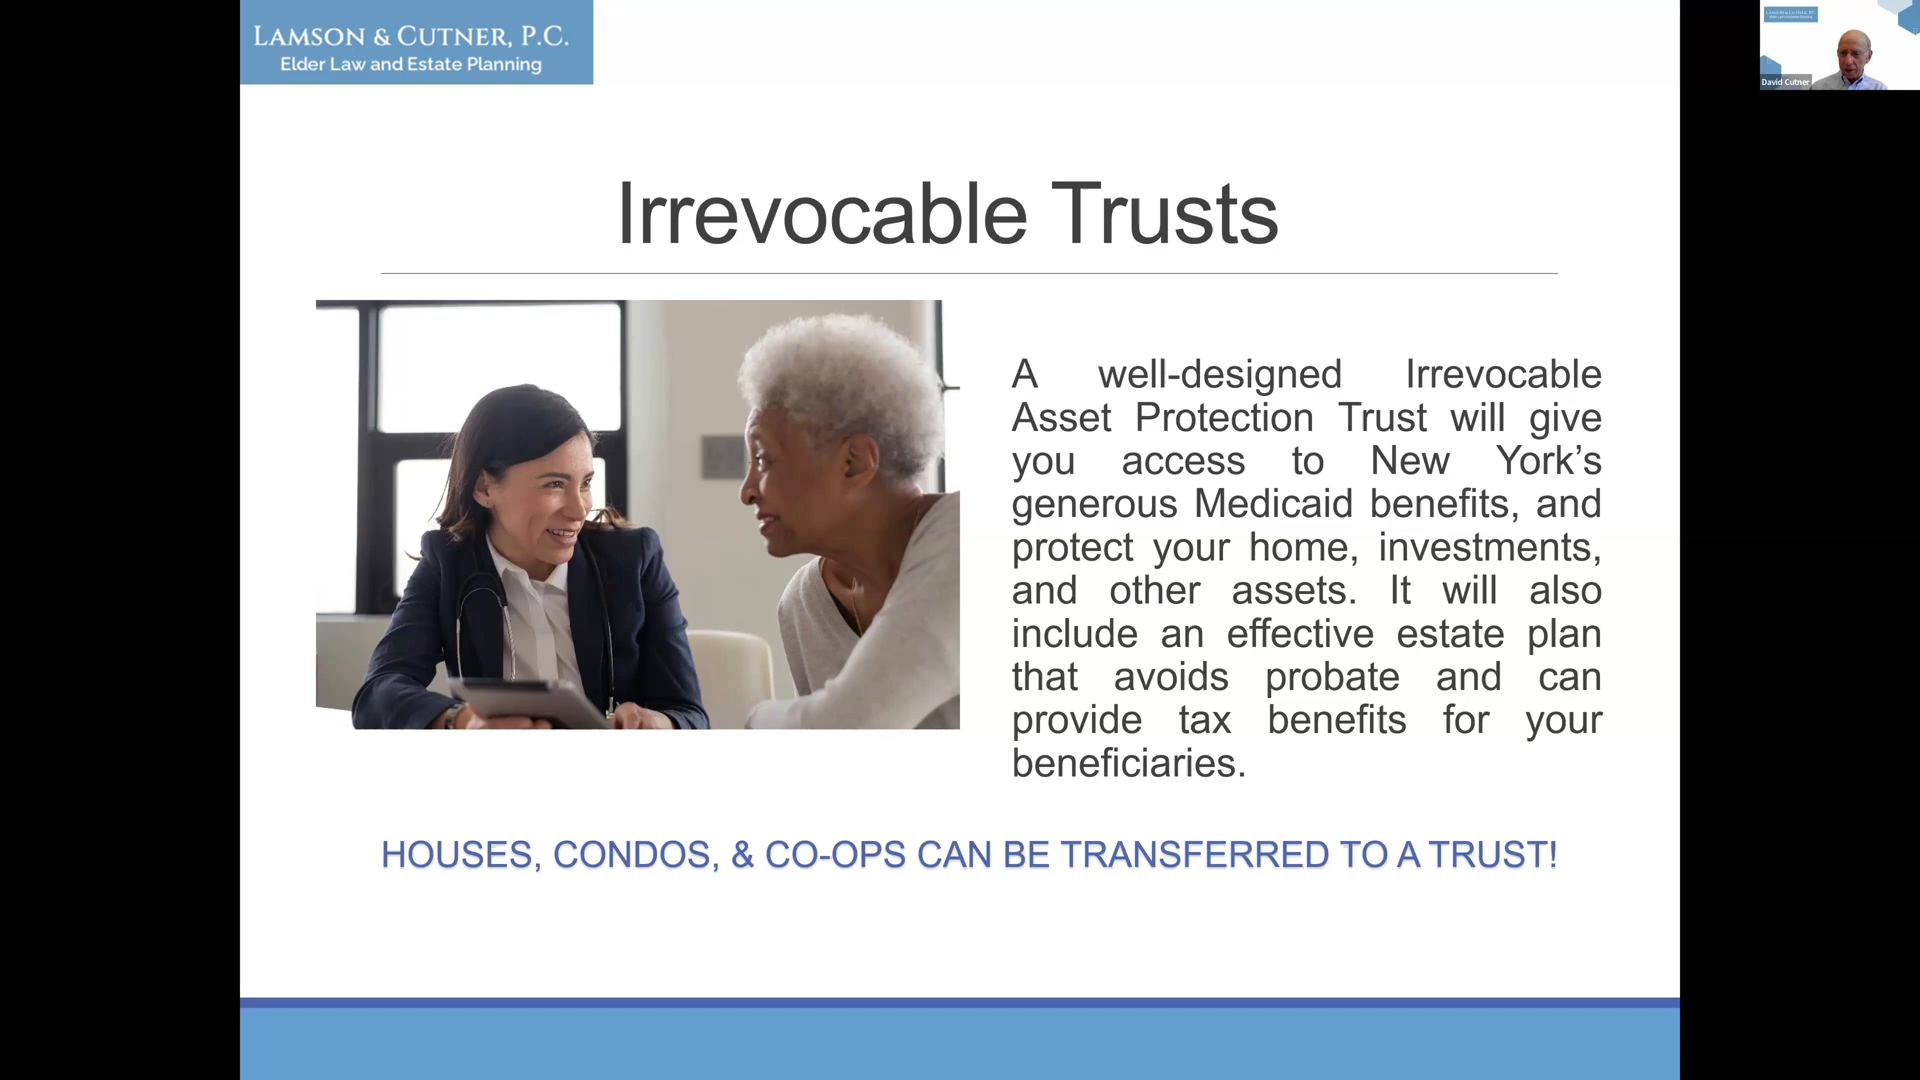 LAMSON & CUTNER, P.C.
Elder Law and Estate Planning
David Cutner
Irrevocable Trusts
A well-designed Irrevocable
Asset Protection Trust will give
you access to New York’s
generous Medicaid benefits, and
protect your home, investments,
and other assets. It will also
include an effective estate plan
that avoids probate and can
provide tax benefits for your
beneficiaries.
HOUSES, CONDOS, & CO-OPS CAN BE TRANSFERRED TO A TRUST!